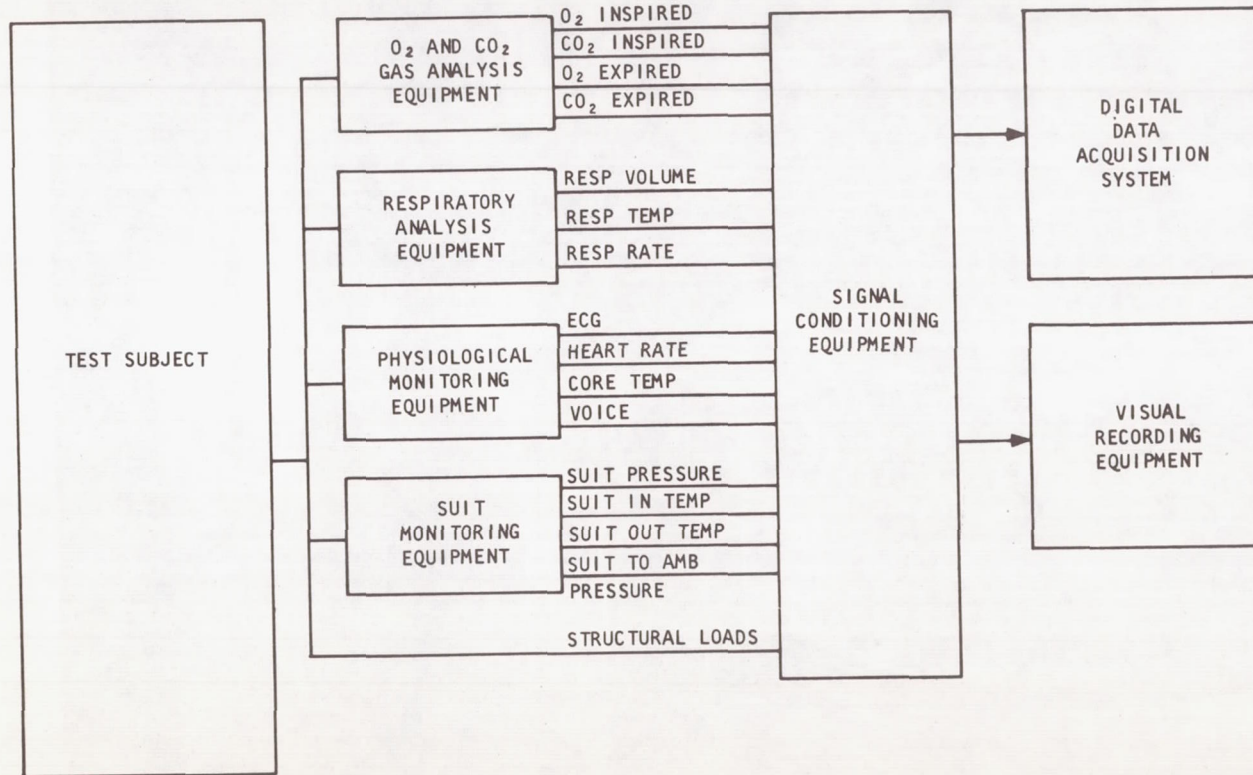 TEST SUBJECT
O₂ AND CO₂
GAS ANALYSIS
EQUIPMENT
O₂ INSPIRED
CO₂ INSPIRED
O₂ EXPIRED
CO₂ EXPIRED
RESPIRATORY
ANALYSIS
EQUIPMENT
RESP VOLUME
RESP TEMP
RESP RATE
PHYSIOLOGICAL
MONITORING
EQUIPMENT
ECG
HEART RATE
CORE TEMP
VOICE
SUIT
MONITORING
EQUIPMENT
SUIT PRESSURE
SUIT IN TEMP
SUIT OUT TEMP
SUIT TO AMB
PRESSURE
STRUCTURAL LOADS
SIGNAL
CONDITIONING
EQUIPMENT
DIGITAL
DATA
ACQUISITION
SYSTEM
VISUAL
RECORDING
EQUIPMENT